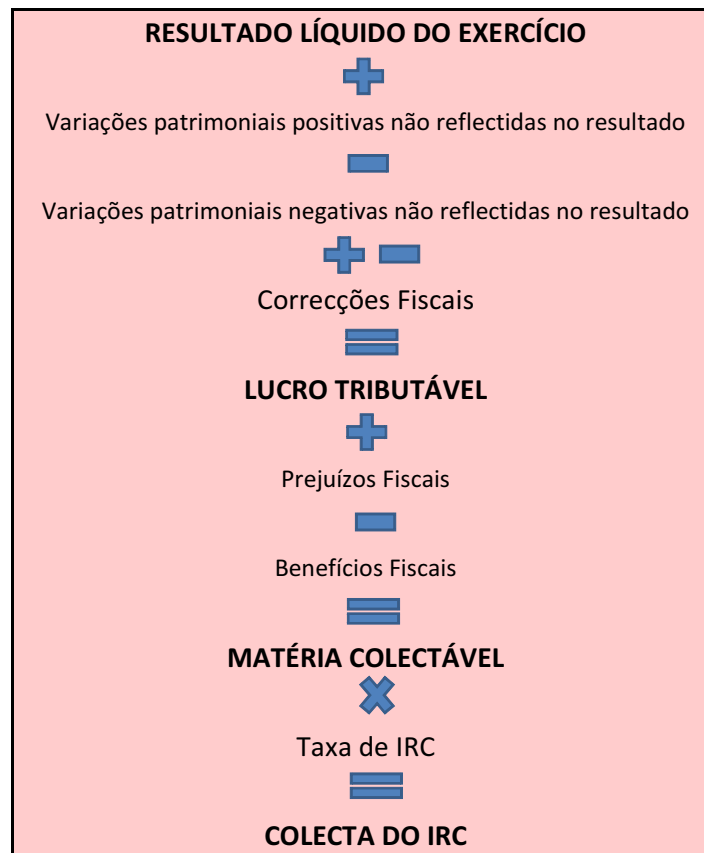 RESULTADO LÍQUIDO DO EXERCÍCIO
Variações patrimoniais positivas não reflectidas no resultado
Variações patrimoniais negativas não reflectidas no resultado
Correcções Fiscais
LUCRO TRIBUTÁVEL
Prejuízos Fiscais
Benefícios Fiscais
MATÉRIA COLECTÁVEL
Taxa de IRC
COLECTA DO IRC